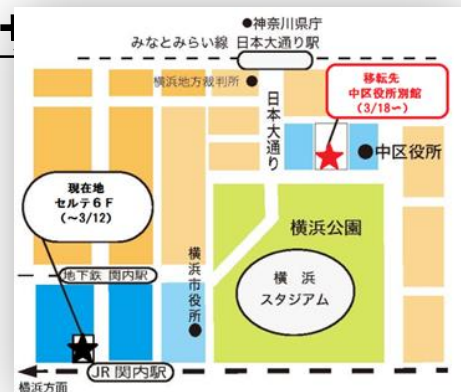 ●神奈川県庁
みなとみらい線 日本大通り駅
横浜地方裁判所 ●
日本大通り
移転先
中区役所別館
(3/18~)
●中区役所
現在地
セルテ6F
(~3/12)
横浜公園
横 浜
スタジアム
地下鉄 関内駅
横浜市役所●
JR 関内駅
横浜方面